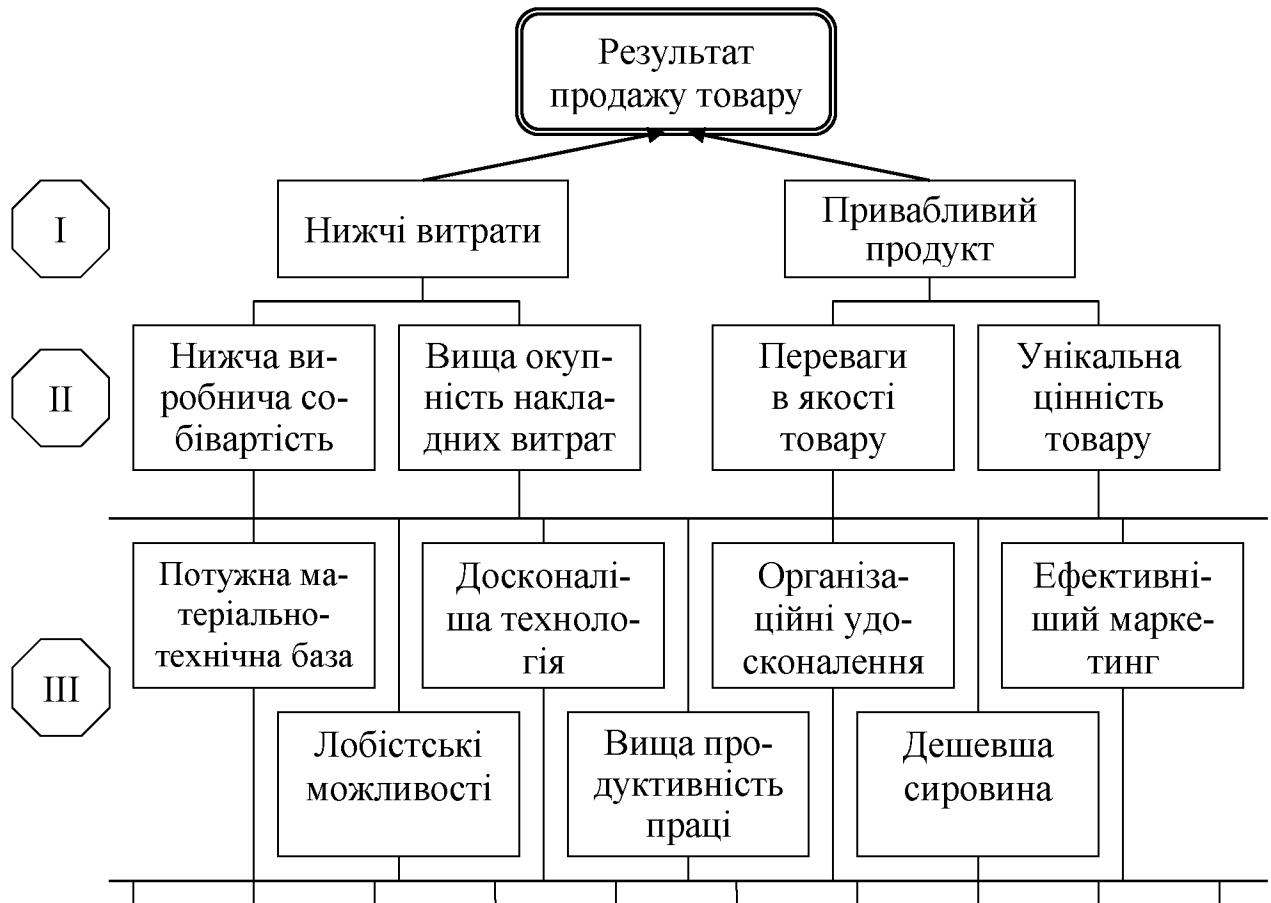 Результат
продажу товару
I
Нижчі витрати
Привабливий
продукт
II
Нижча ви-
робнича со-
бівартість
Вища окуп-
ність накла-
дних витрат
Переваги
в якості
товару
Унікальна
цінність
товару
III
Потужна ма-
теріально-
технічна база
Досконалі-
ша техноло-
гія
Організа-
ційні удо-
сконалення
Ефективні-
ший марке-
тинг
Лобістські
можливості
Вища про-
дуктивність
праці
Дешевша
сировина